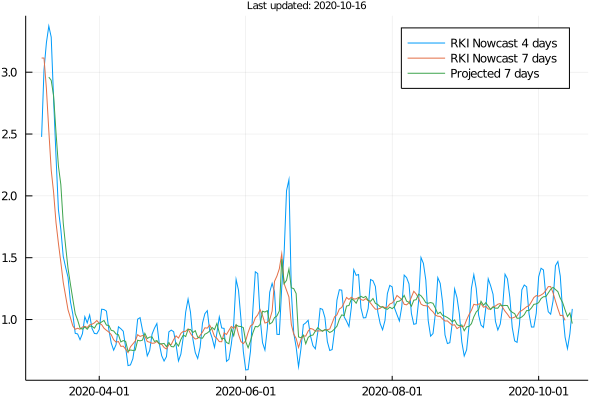 Last updated: 2020-10-16
RKI Nowcast 4 days
RKI Nowcast 7 days
Projected 7 days
3.0
2.5
2.0
1.5
1.0
2020-04-01 2020-06-01 2020-08-01 2020-10-01